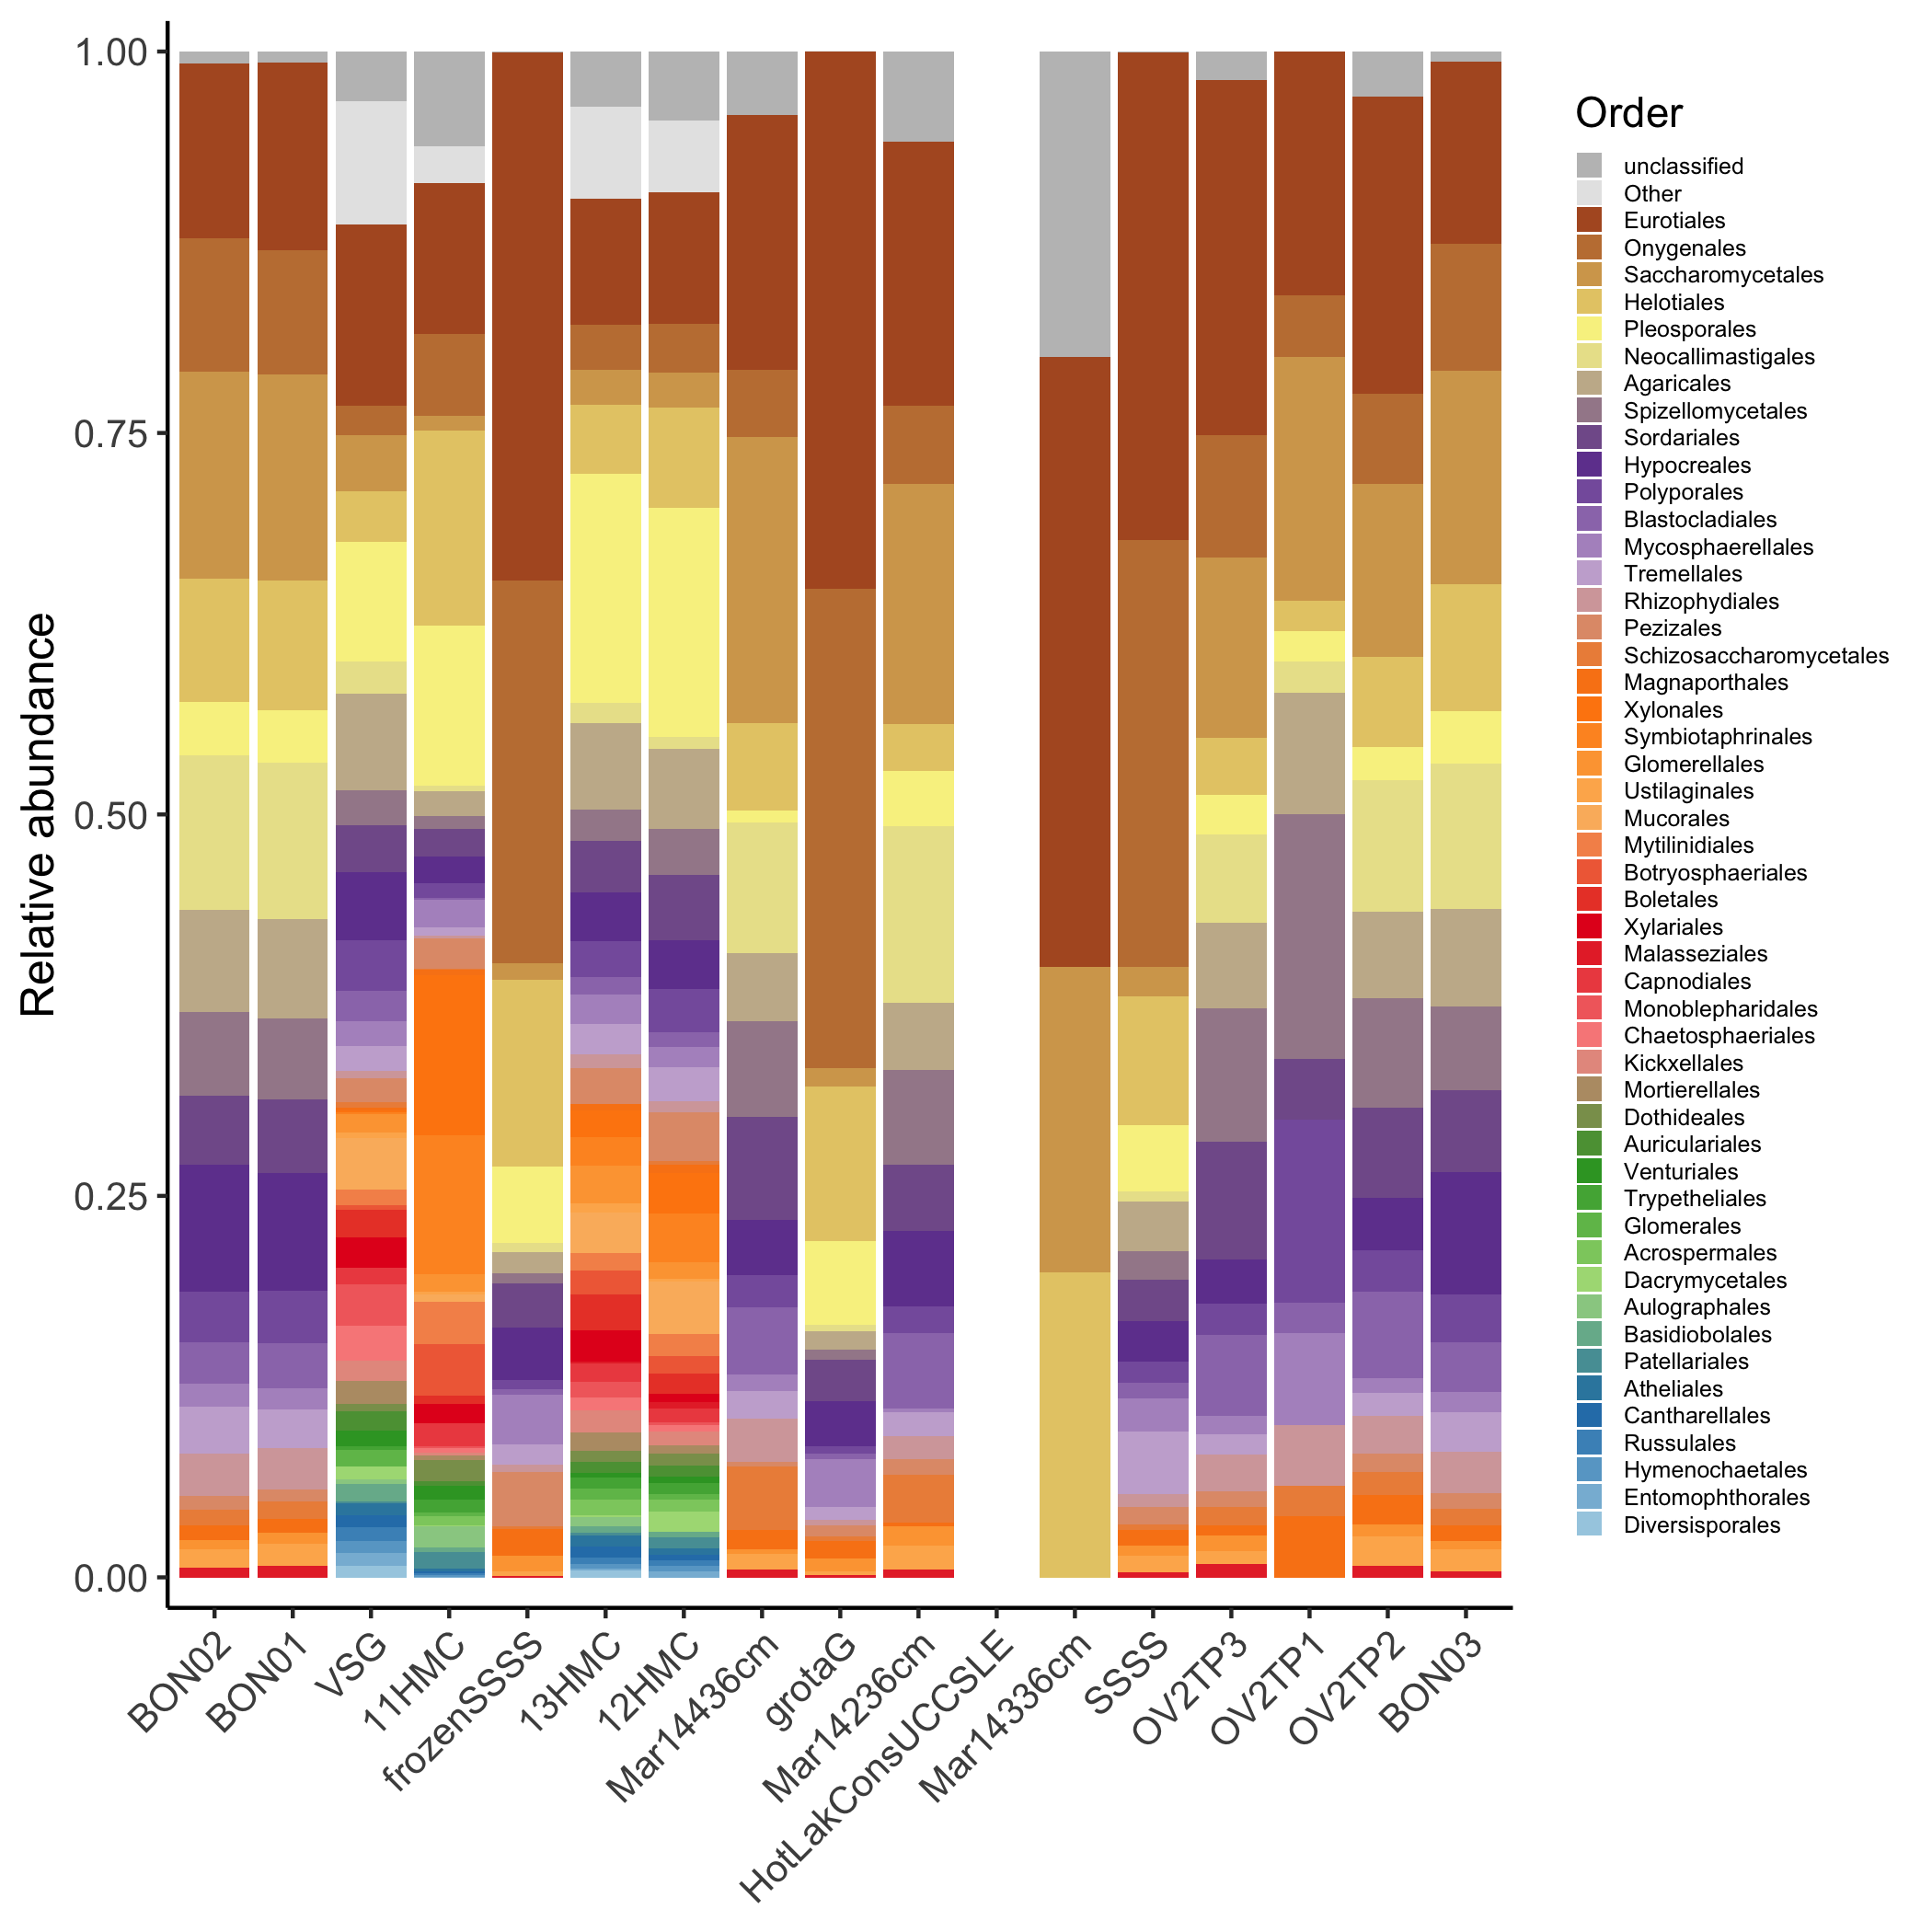 1.00
0.75
0.50
0.25
0.00
Relative abundance
BON02
BON01
VSG
11HMC
frozenSSSS
13HMC
12HMC
Mar14436cm
grotaG
Mar14236cm
HotLakConsUCCSLE
Mar14336cm
SSSS
OV2TP3
OV2TP1
OV2TP2
BON03
Order
unclassified
Other
Eurotiales
Onygenales
Saccharomycetales
Helotiales
Pleosporales
Neocallimastigales
Agaricales
Spizellomycetales
Sordariales
Hypocreales
Polyporales
Blastocladiales
Mycosphaerellales
Tremellales
Rhizophydiales
Pezizales
Schizosaccharomycetales
Magnaporthales
Xylonales
Symbiotaphrinales
Glomerellales
Ustilaginales
Mucorales
Mytilinidiales
Botryosphaeriales
Boletales
Xylariales
Malasseziales
Capnodiales
Monoblepharidales
Chaetosphaeriales
Kickxellales
Mortierellales
Dothideales
Auriculariales
Venturiales
Trypetheliales
Glomerales
Acrospermales
Dacrymycetales
Aulographales
Basidiobolales
Patellariales
Atheliales
Cantharellales
Russulales
Hymenochaetales
Entomophthorales
Diversisporales